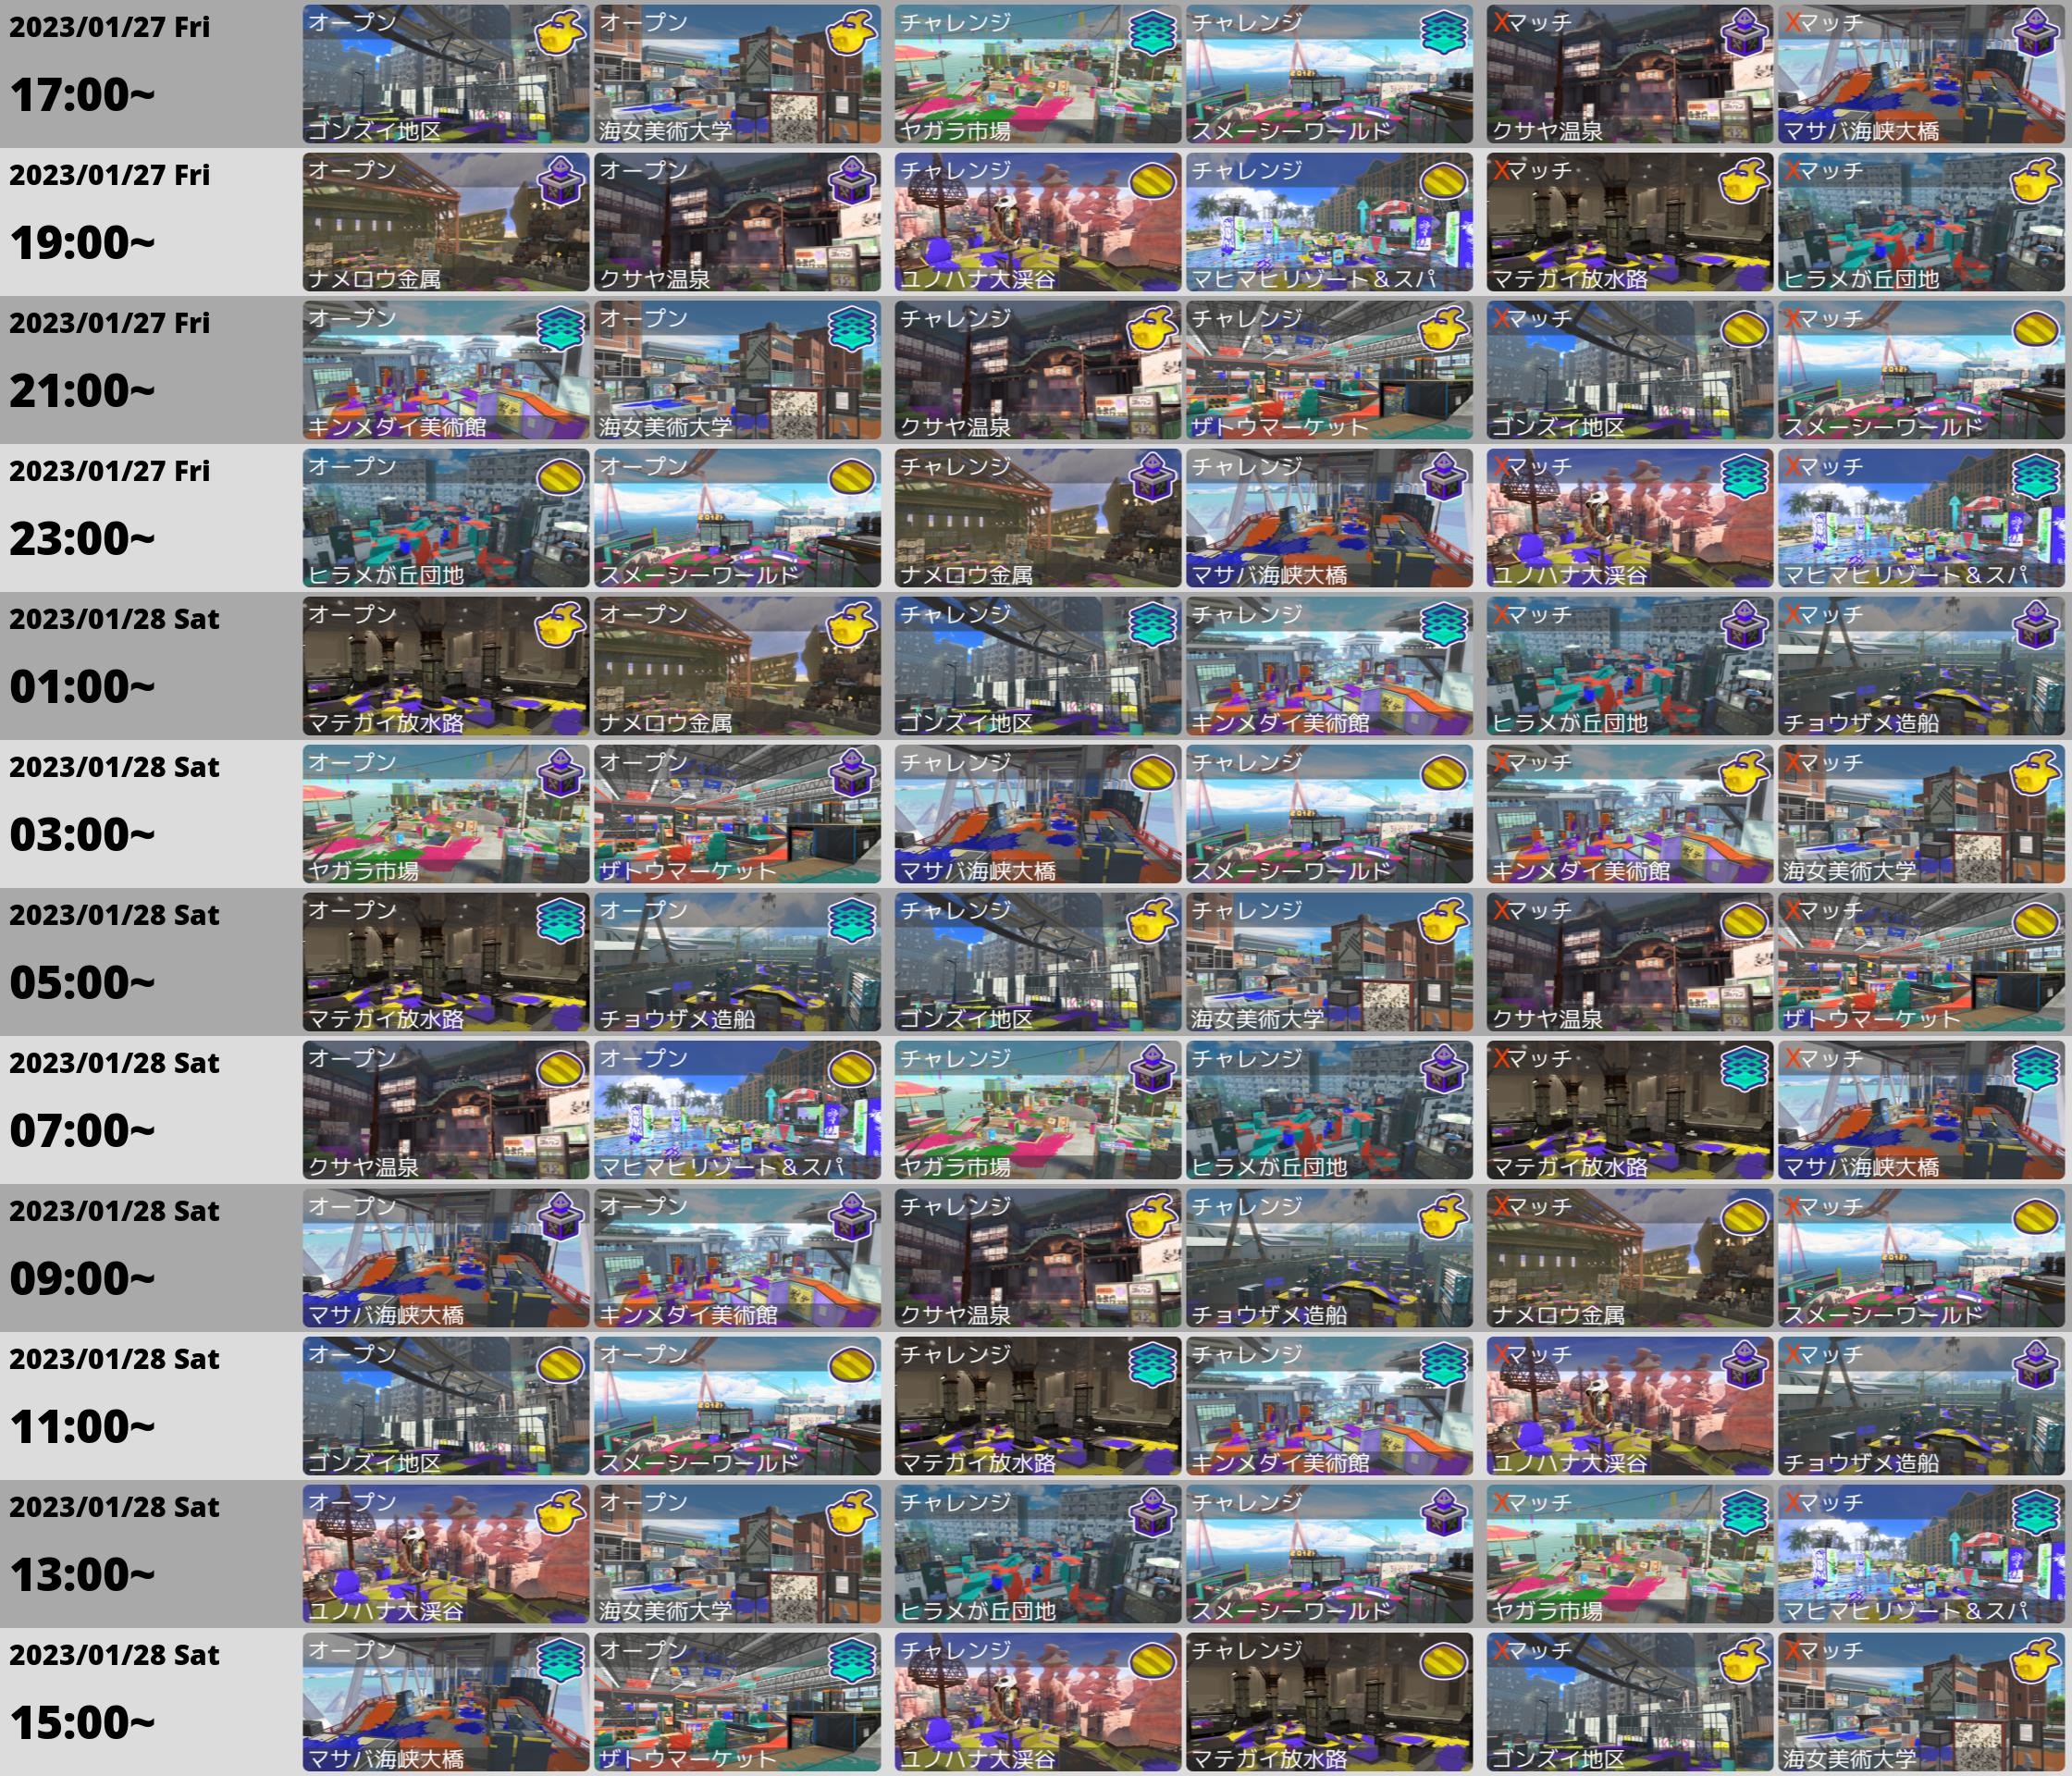 2023/01/27 Fri
17:00~
オープン オープン チャレンジ チャレンジ Xマッチ Xマッチ
ゴンズイ地区 海女美術大学 ヤガラ市場 スメーシーワールド クサヤ温泉 マサバ海峡大橋
2023/01/27 Fri
19:00~
オープン オープン チャレンジ チャレンジ Xマッチ Xマッチ
ナメロウ金属 クサヤ温泉 ユノハナ大渓谷 マヒマヒリゾート&スパ マテガイ放水路 ヒラメが丘団地
2023/01/27 Fri
21:00~
オープン オープン チャレンジ チャレンジ Xマッチ Xマッチ
キンメダイ美術館 海女美術大学 クサヤ温泉 ザトウマーケット ゴンズイ地区 スメーシーワールド
2023/01/27 Fri
23:00~
オープン オープン チャレンジ チャレンジ Xマッチ Xマッチ
ヒラメが丘団地 スメーシーワールド ナメロウ金属 マサバ海峡大橋 ユノハナ大渓谷 マヒマヒリゾート&スパ
2023/01/28 Sat
01:00~
オープン オープン チャレンジ チャレンジ Xマッチ Xマッチ
マテガイ放水路 ナメロウ金属 ゴンズイ地区 キンメダイ美術館 ヒラメが丘団地 チョウザメ造船
2023/01/28 Sat
03:00~
オープン オープン チャレンジ チャレンジ Xマッチ Xマッチ
ヤガラ市場 ザトウマーケット マサバ海峡大橋 スメーシーワールド キンメダイ美術館 海女美術大学
2023/01/28 Sat
05:00~
オープン オープン チャレンジ チャレンジ Xマッチ Xマッチ
マテガイ放水路 チョウザメ造船 ゴンズイ地区 海女美術大学 クサヤ温泉 ザトウマーケット
2023/01/28 Sat
07:00~
オープン オープン チャレンジ チャレンジ Xマッチ Xマッチ
クサヤ温泉 マヒマヒリゾート&スパ ヤガラ市場 ヒラメが丘団地 マテガイ放水路 マサバ海峡大橋
2023/01/28 Sat
09:00~
オープン オープン チャレンジ チャレンジ Xマッチ Xマッチ
マサバ海峡大橋 キンメダイ美術館 クサヤ温泉 チョウザメ造船 ナメロウ金属 スメーシーワールド
2023/01/28 Sat
11:00~
オープン オープン チャレンジ チャレンジ Xマッチ Xマッチ
ゴンズイ地区 スメーシーワールド マテガイ放水路 キンメダイ美術館 ユノハナ大渓谷 チョウザメ造船
2023/01/28 Sat
13:00~
オープン オープン チャレンジ チャレンジ Xマッチ Xマッチ
ユノハナ大渓谷 海女美術大学 ヒラメが丘団地 スメーシーワールド ヤガラ市場 マヒマヒリゾート&スパ
2023/01/28 Sat
15:00~
オープン オープン チャレンジ チャレンジ Xマッチ Xマッチ
マサバ海峡大橋 ザトウマーケット ユノハナ大渓谷 マテガイ放水路 ゴンズイ地区 海女美術大学